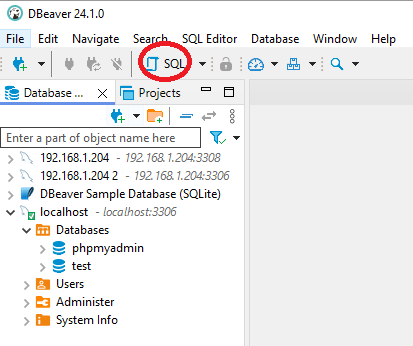 DBeaver 24.1.0
File Edit Navigate Search SQL Editor Database Window Help
SQL
Database ... Projects
Enter a part of object name here
192.168.1.204 - 192.168.1.204:3308
192.168.1.204 2 - 192.168.1.204:3306
DBeaver Sample Database (SQLite)
localhost - localhost:3306
Databases
phpmyadmin
test
Users
Administer
System Info